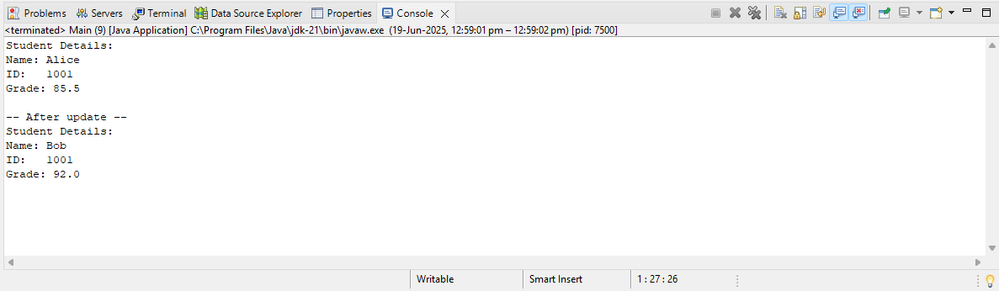 Problems Servers Terminal Data Source Explorer Properties Console
<terminated> Main (9) [Java Application] C:\Program Files\Java\jdk-21\bin\javaw.exe (19-Jun-2025, 12:59:01 pm – 12:59:02 pm) [pid: 7500]
Student Details:
Name: Alice
ID:   1001
Grade: 85.5

-- After update --
Student Details:
Name: Bob
ID:   1001
Grade: 92.0
Writable Smart Insert 1 : 27 : 26